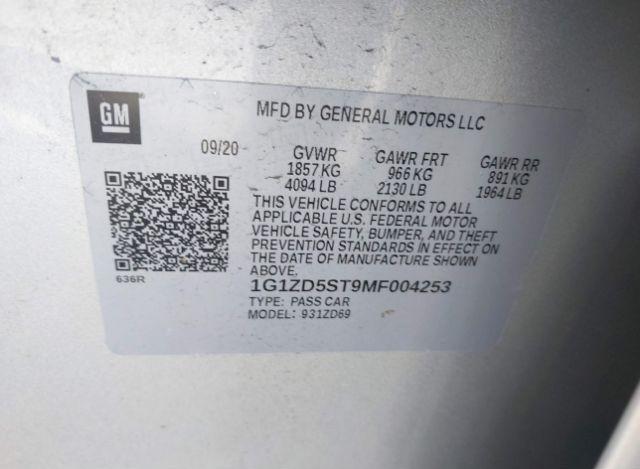 GM
MFD BY GENERAL MOTORS LLC
09/20
GVWR GAWR FRT GAWR RR
1857 KG 966 KG 891 KG
4094 LB 2130 LB 1964 LB
THIS VEHICLE CONFORMS TO ALL
APPLICABLE U.S. FEDERAL MOTOR
VEHICLE SAFETY, BUMPER, AND THEFT
PREVENTION STANDARDS IN EFFECT ON
THE DATE OF MANUFACTURE SHOWN
ABOVE.
636R
1G1ZD5ST9MF004253
TYPE: PASS CAR
MODEL: 931ZD69